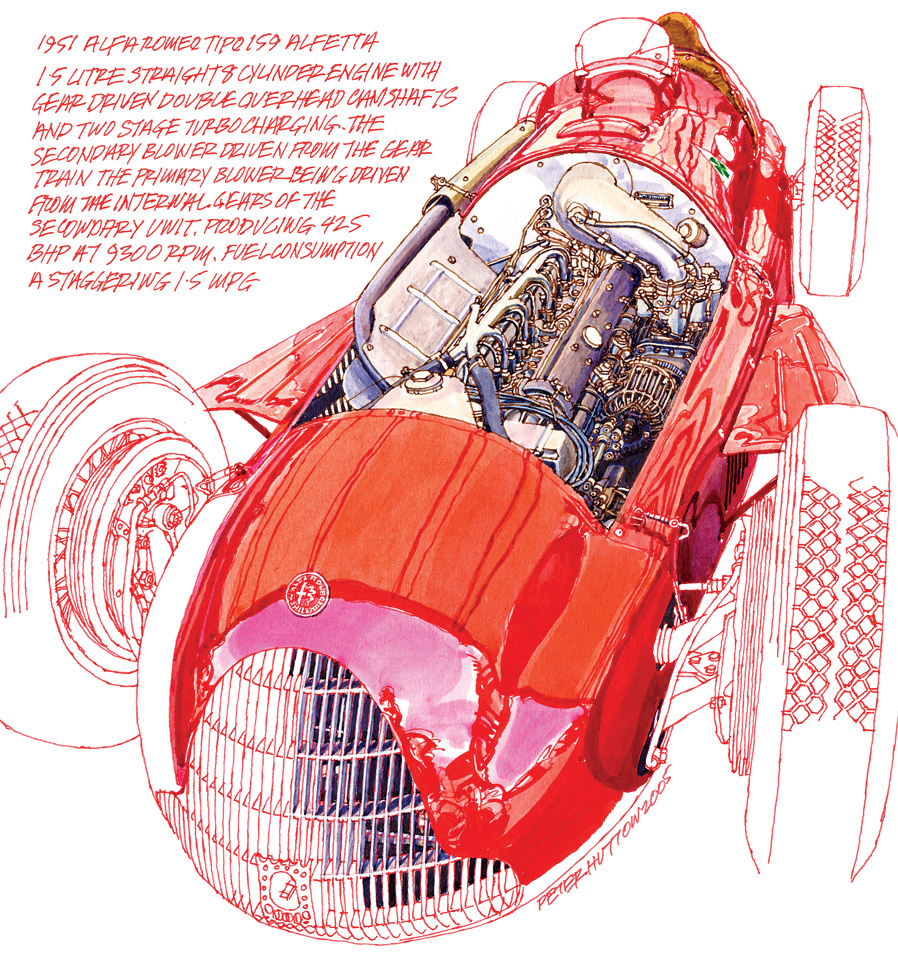 1951 ALFA ROMEO TIPO 159 ALFETTA
1·5 LITRE STRAIGHT 8 CYLINDER ENGINE WITH
GEAR DRIVEN DOUBLE OVERHEAD CAMSHAFTS
AND TWO STAGE TURBOCHARGING. THE
SECONDARY BLOWER DRIVEN FROM THE GEAR
TRAIN THE PRIMARY BLOWER BEING DRIVEN
FROM THE INTERNAL GEARS OF THE
SECONDARY UNIT. PRODUCING 425
BHP AT 9300 RPM. FUEL CONSUMPTION
A STAGGERING 1·5 MPG
PETER.HUTTON 2005